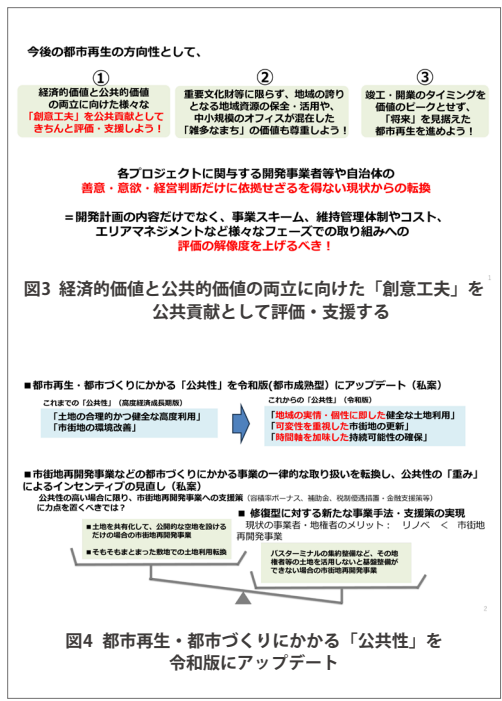 今後の都市再生の方向性として、
①
経済的価値と公共的価値
の両立に向けた様々な
「創意工夫」を公共貢献として
きちんと評価・支援しよう！
②
重要文化財等に限らず、地域の誇り
となる地域資源の保全・活用や、
中小規模のオフィスが混在した
「雑多なまち」の価値も尊重しよう！
③
竣工・開業のタイミングを
価値のピークとせず、
「将来」を見据えた
都市再生を進めよう！
各プロジェクトに関与する開発事業者等や自治体の
善意・意欲・経営判断だけに依拠せざるを得ない現状からの転換
＝開発計画の内容だけでなく、事業スキーム、維持管理体制やコスト、
エリアマネジメントなど様々なフェーズでの取り組みへの
評価の解像度を上げるべき！
1
図3 経済的価値と公共的価値の両立に向けた「創意工夫」を
公共貢献として評価・支援する
■都市再生・都市づくりにかかる「公共性」を令和版(都市成熟型）にアップデート（私案）
これまでの「公共性」（高度経済成長期版）
「土地の合理的かつ健全な高度利用」
「市街地の環境改善」
これからの「公共性」（令和版）
「地域の実情・個性に即した健全な土地利用」
「可変性を重視した市街地の更新」
「時間軸を加味した持続可能性の確保」
■市街地再開発事業などの都市づくりにかかる事業の一律的な取り扱いを転換し、公共性の「重み」
によるインセンティブの見直し（私案）
公共性の高い場合に限り、市街地再開発事業への支援策（容積率ボーナス、補助金、税制優遇措置・金融支援策等）
に力点を置くべきでは？
■ 修復型に対する新たな事業手法・支援策の実現
現状の事業者・地権者のメリット： リノベ ＜ 市街地
再開発事業
■土地を共有化して、公開的な空地を設ける
だけの場合の市街地再開発事業
■そもそもまとまった敷地での土地利用転換
バスターミナルの集約整備など、その地
権者等の土地を活用しないと基盤整備が
できない場合の市街地再開発事業
2
図4 都市再生・都市づくりにかかる「公共性」を
令和版にアップデート